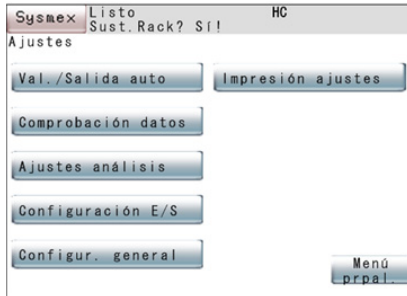 Sysmex
Listo
HC
Sust.Rack? Sí!
Ajustes
Val./Salida auto
Impresión ajustes
Comprobación datos
Ajustes análisis
Configuración E/S
Configur. general
Menú
prpal.